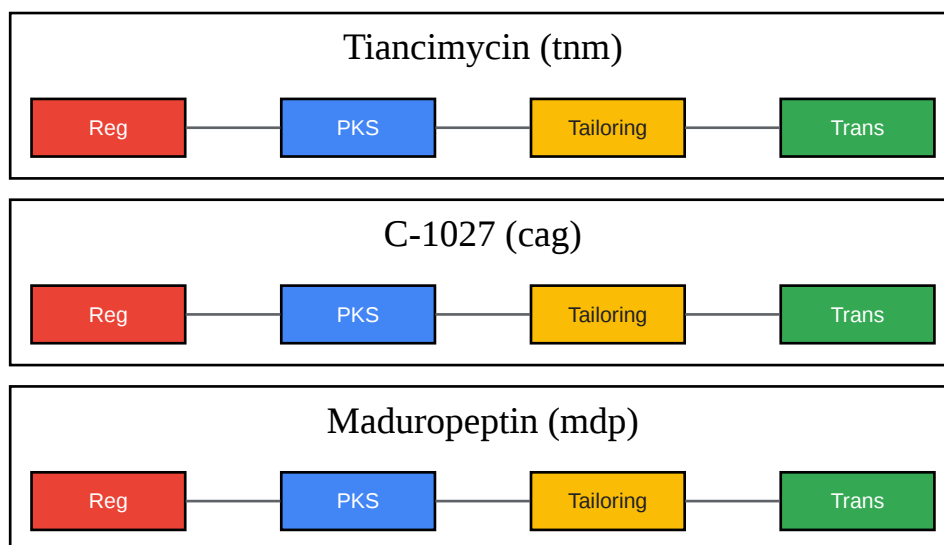 Tiancimycin (tnm)
Reg PKS Tailoring Trans
C-1027 (cag)
Reg PKS Tailoring Trans
Maduropeptin (mdp)
Reg PKS Tailoring Trans